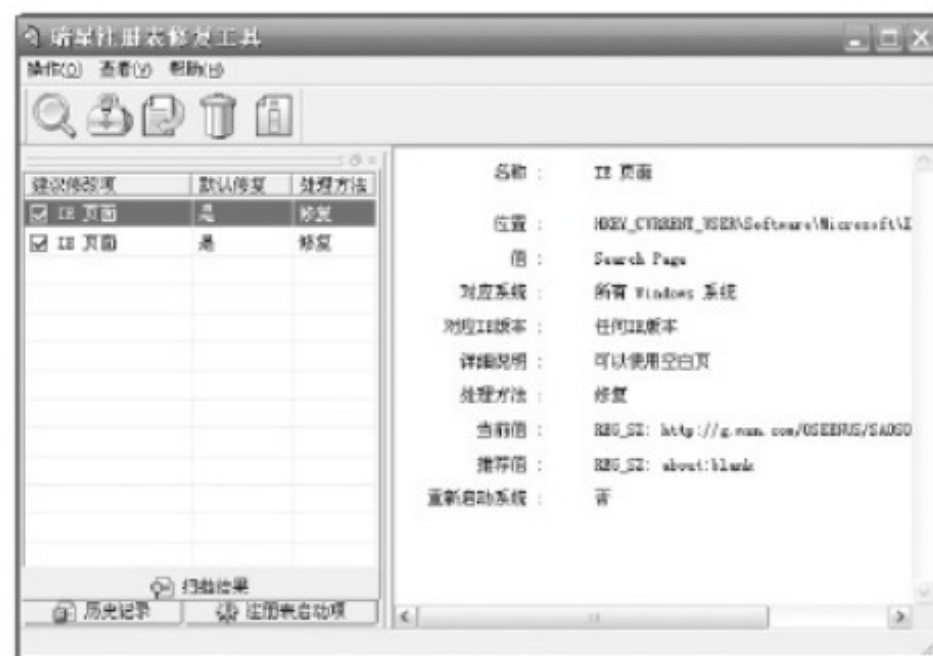 瑞星注册表修复工具
操作(O) 查看(V) 帮助(H)
建议修改项 默认修复 处理方法
IE 页面 是 修复
IE 页面 是 修复
扫描结果
历史记录 注册表启动项
名称： IE 页面
位置： HKEY_CURRENT_USER\Software\Microsoft\I
值： Search Page
对应系统： 所有 Windows 系统
对应IE版本： 任何IE版本
详细说明： 可以使用空白页
处理方法： 修复
当前值： REG_SZ: http://g.msn.com/0SEENUS/SAOSO
推荐值： REG_SZ: about:blank
重新启动系统： 否